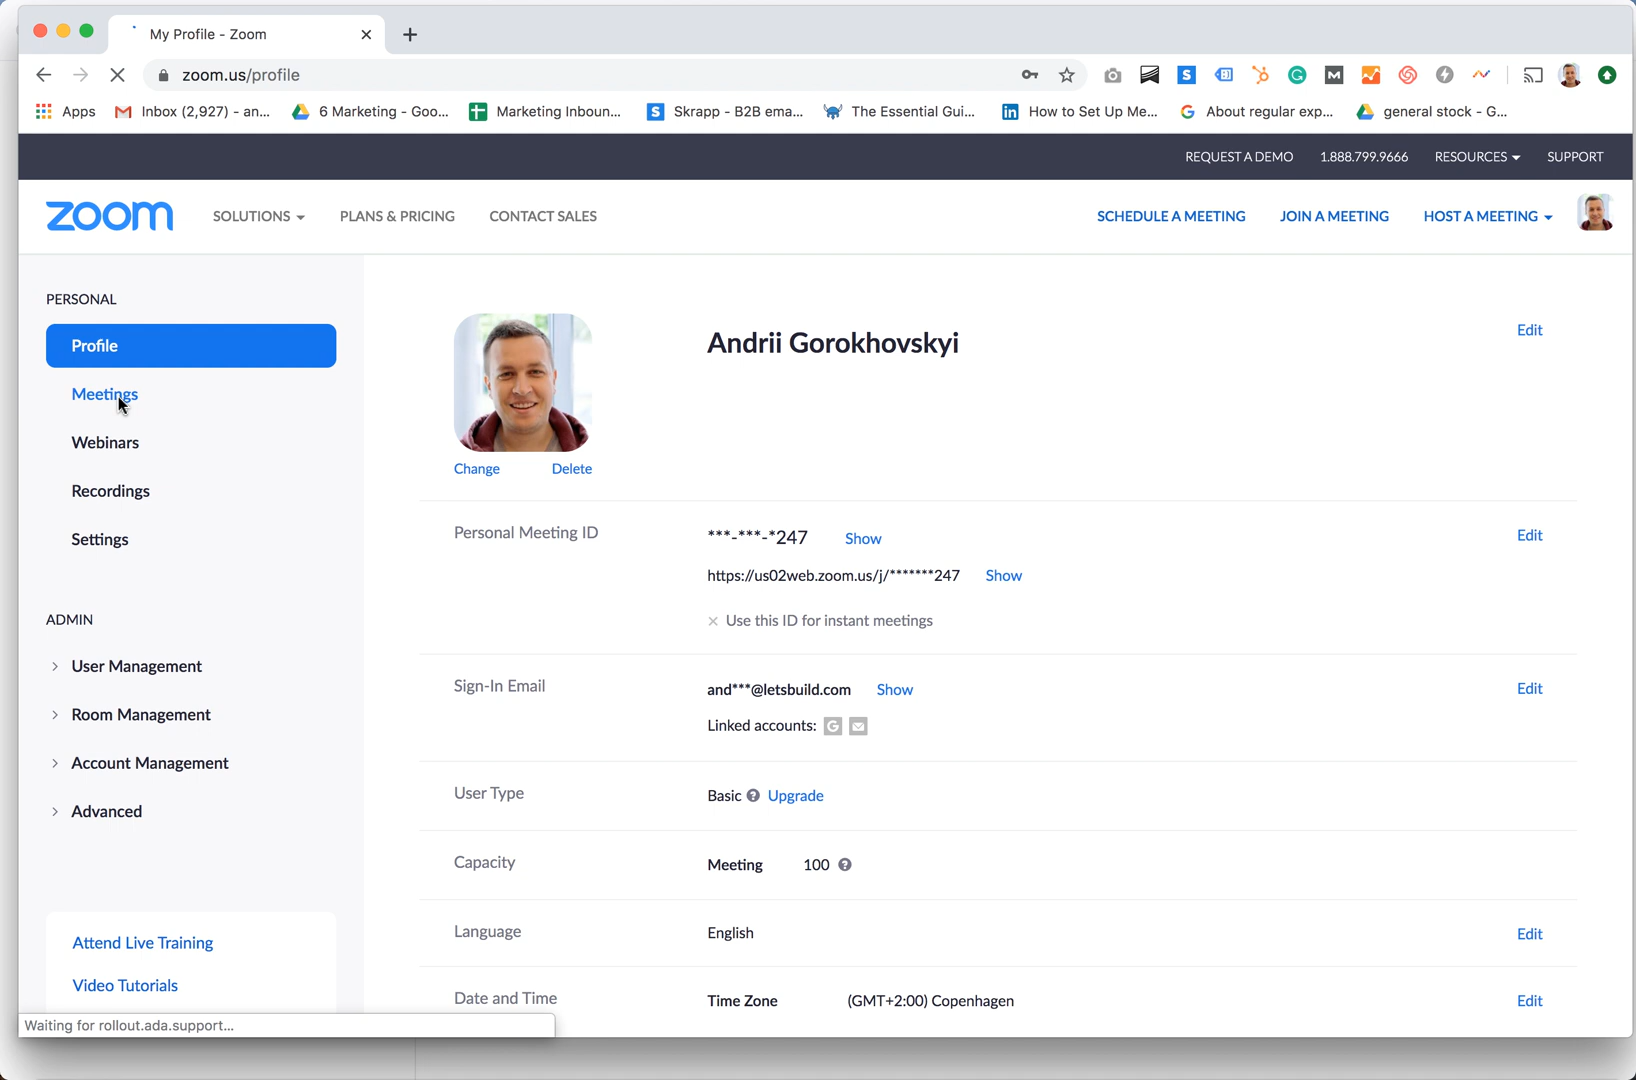 My Profile - Zoom
zoom.us/profile
Apps
Inbox (2,927) - an...
6 Marketing - Goo...
Marketing Inboun...
Skrapp - B2B ema...
The Essential Gui...
How to Set Up Me...
About regular exp...
general stock - G...
REQUEST A DEMO
1.888.799.9666
RESOURCES
SUPPORT
zoom
SOLUTIONS
PLANS & PRICING
CONTACT SALES
SCHEDULE A MEETING
JOIN A MEETING
HOST A MEETING
PERSONAL
Profile
Meetings
Webinars
Recordings
Settings
ADMIN
User Management
Room Management
Account Management
Advanced
Attend Live Training
Video Tutorials
Waiting for rollout.ada.support...
Andrii Gorokhovskyi
Edit
Change
Delete
Personal Meeting ID
***-***-*247
Show
Edit
https://us02web.zoom.us/j/*******247
Show
× Use this ID for instant meetings
Sign-In Email
and***@letsbuild.com
Show
Edit
Linked accounts:
User Type
Basic
Upgrade
Capacity
Meeting
100
Language
English
Edit
Date and Time
Time Zone
(GMT+2:00) Copenhagen
Edit